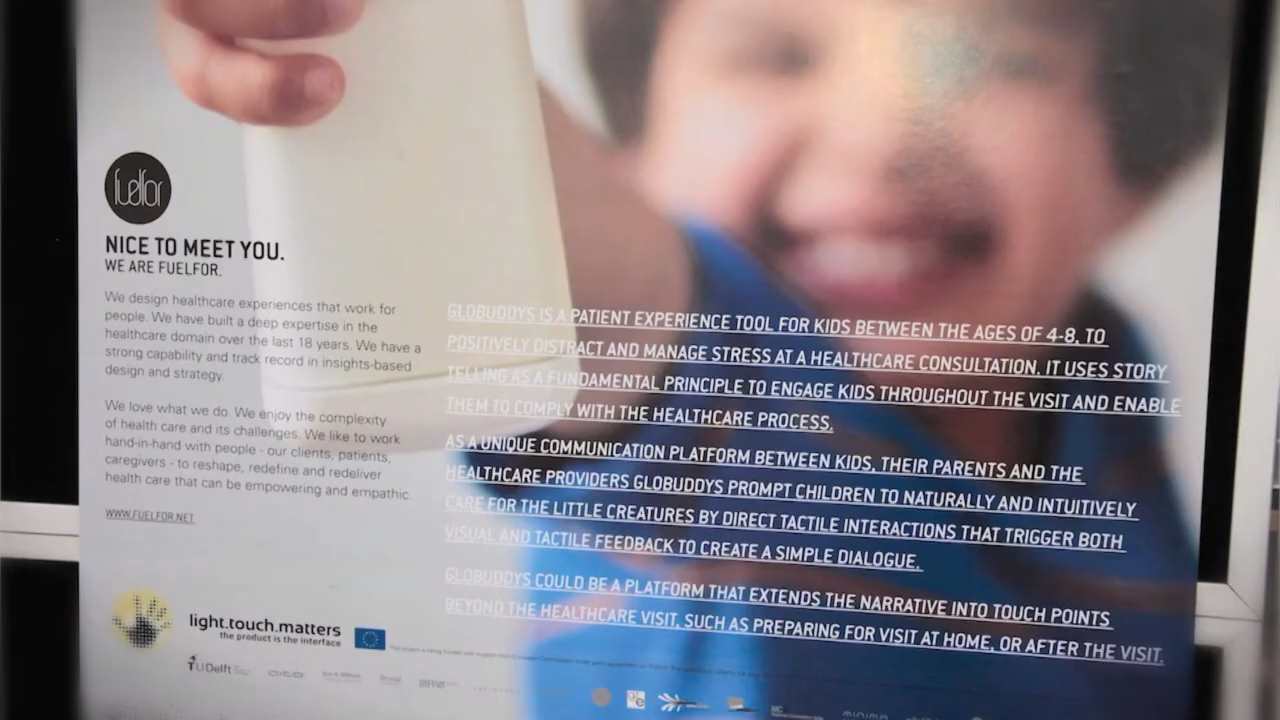 fuelfor
NICE TO MEET YOU.
WE ARE FUELFOR.
We design healthcare experiences that work for
people. We have built a deep expertise in the
healthcare domain over the last 18 years. We have a
strong capability and track record in insights-based
design and strategy.
We love what we do. We enjoy the complexity
of health care and its challenges. We like to work
hand-in-hand with people - our clients, patients,
caregivers - to reshape, redefine and redeliver
health care that can be empowering and empathic.
WWW.FUELFOR.NET
GLOBUDDYS IS A PATIENT EXPERIENCE TOOL FOR KIDS BETWEEN THE AGES OF 4-8, TO
POSITIVELY DISTRACT AND MANAGE STRESS AT A HEALTHCARE CONSULTATION. IT USES STORY
TELLING AS A FUNDAMENTAL PRINCIPLE TO ENGAGE KIDS THROUGHOUT THE VISIT AND ENABLE
THEM TO COMPLY WITH THE HEALTHCARE PROCESS.
AS A UNIQUE COMMUNICATION PLATFORM BETWEEN KIDS, THEIR PARENTS AND THE
HEALTHCARE PROVIDERS GLOBUDDYS PROMPT CHILDREN TO NATURALLY AND INTUITIVELY
CARE FOR THE LITTLE CREATURES BY DIRECT TACTILE INTERACTIONS THAT TRIGGER BOTH
VISUAL AND TACTILE FEEDBACK TO CREATE A SIMPLE DIALOGUE.
GLOBUDDYS COULD BE A PLATFORM THAT EXTENDS THE NARRATIVE INTO TOUCH POINTS
BEYOND THE HEALTHCARE VISIT, SUCH AS PREPARING FOR VISIT AT HOME, OR AFTER THE VISIT.
light.touch.matters
the product is the interface
TU Delft